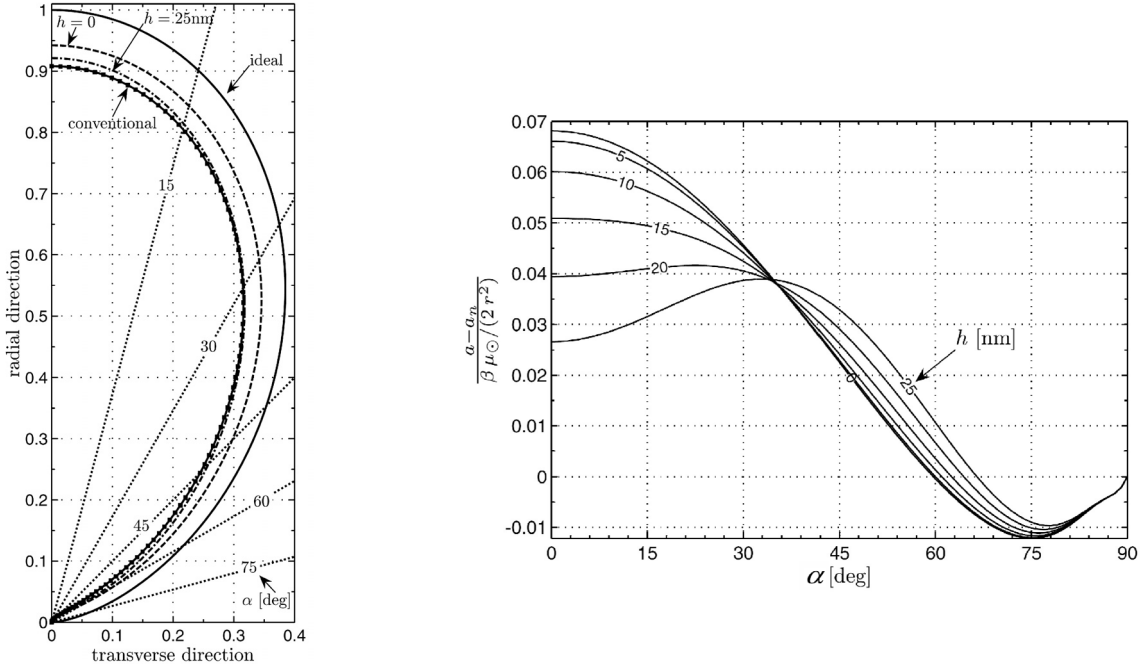 1
0.9
0.8
0.7
0.6
0.5
0.4
0.3
0.2
0.1
0
radial direction
h = 0
h = 25nm
ideal
conventional
15
30
45
60
75
α [deg]
0 0.1 0.2 0.3 0.4
transverse direction
0.07
0.06
0.05
0.04
0.03
0.02
0.01
0
-0.01
a−aₙ
β μ⊙/(2 r²)
5
10
15
20
25
0
h [nm]
0 15 30 45 60 75 90
α [deg]